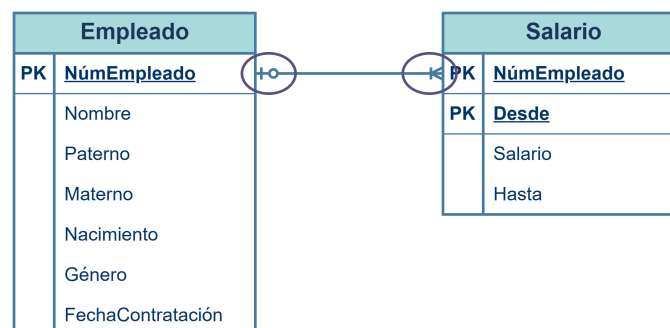 Empleado
PK NúmEmpleado
Nombre
Paterno
Materno
Nacimiento
Género
FechaContratación
Salario
PK NúmEmpleado
PK Desde
Salario
Hasta